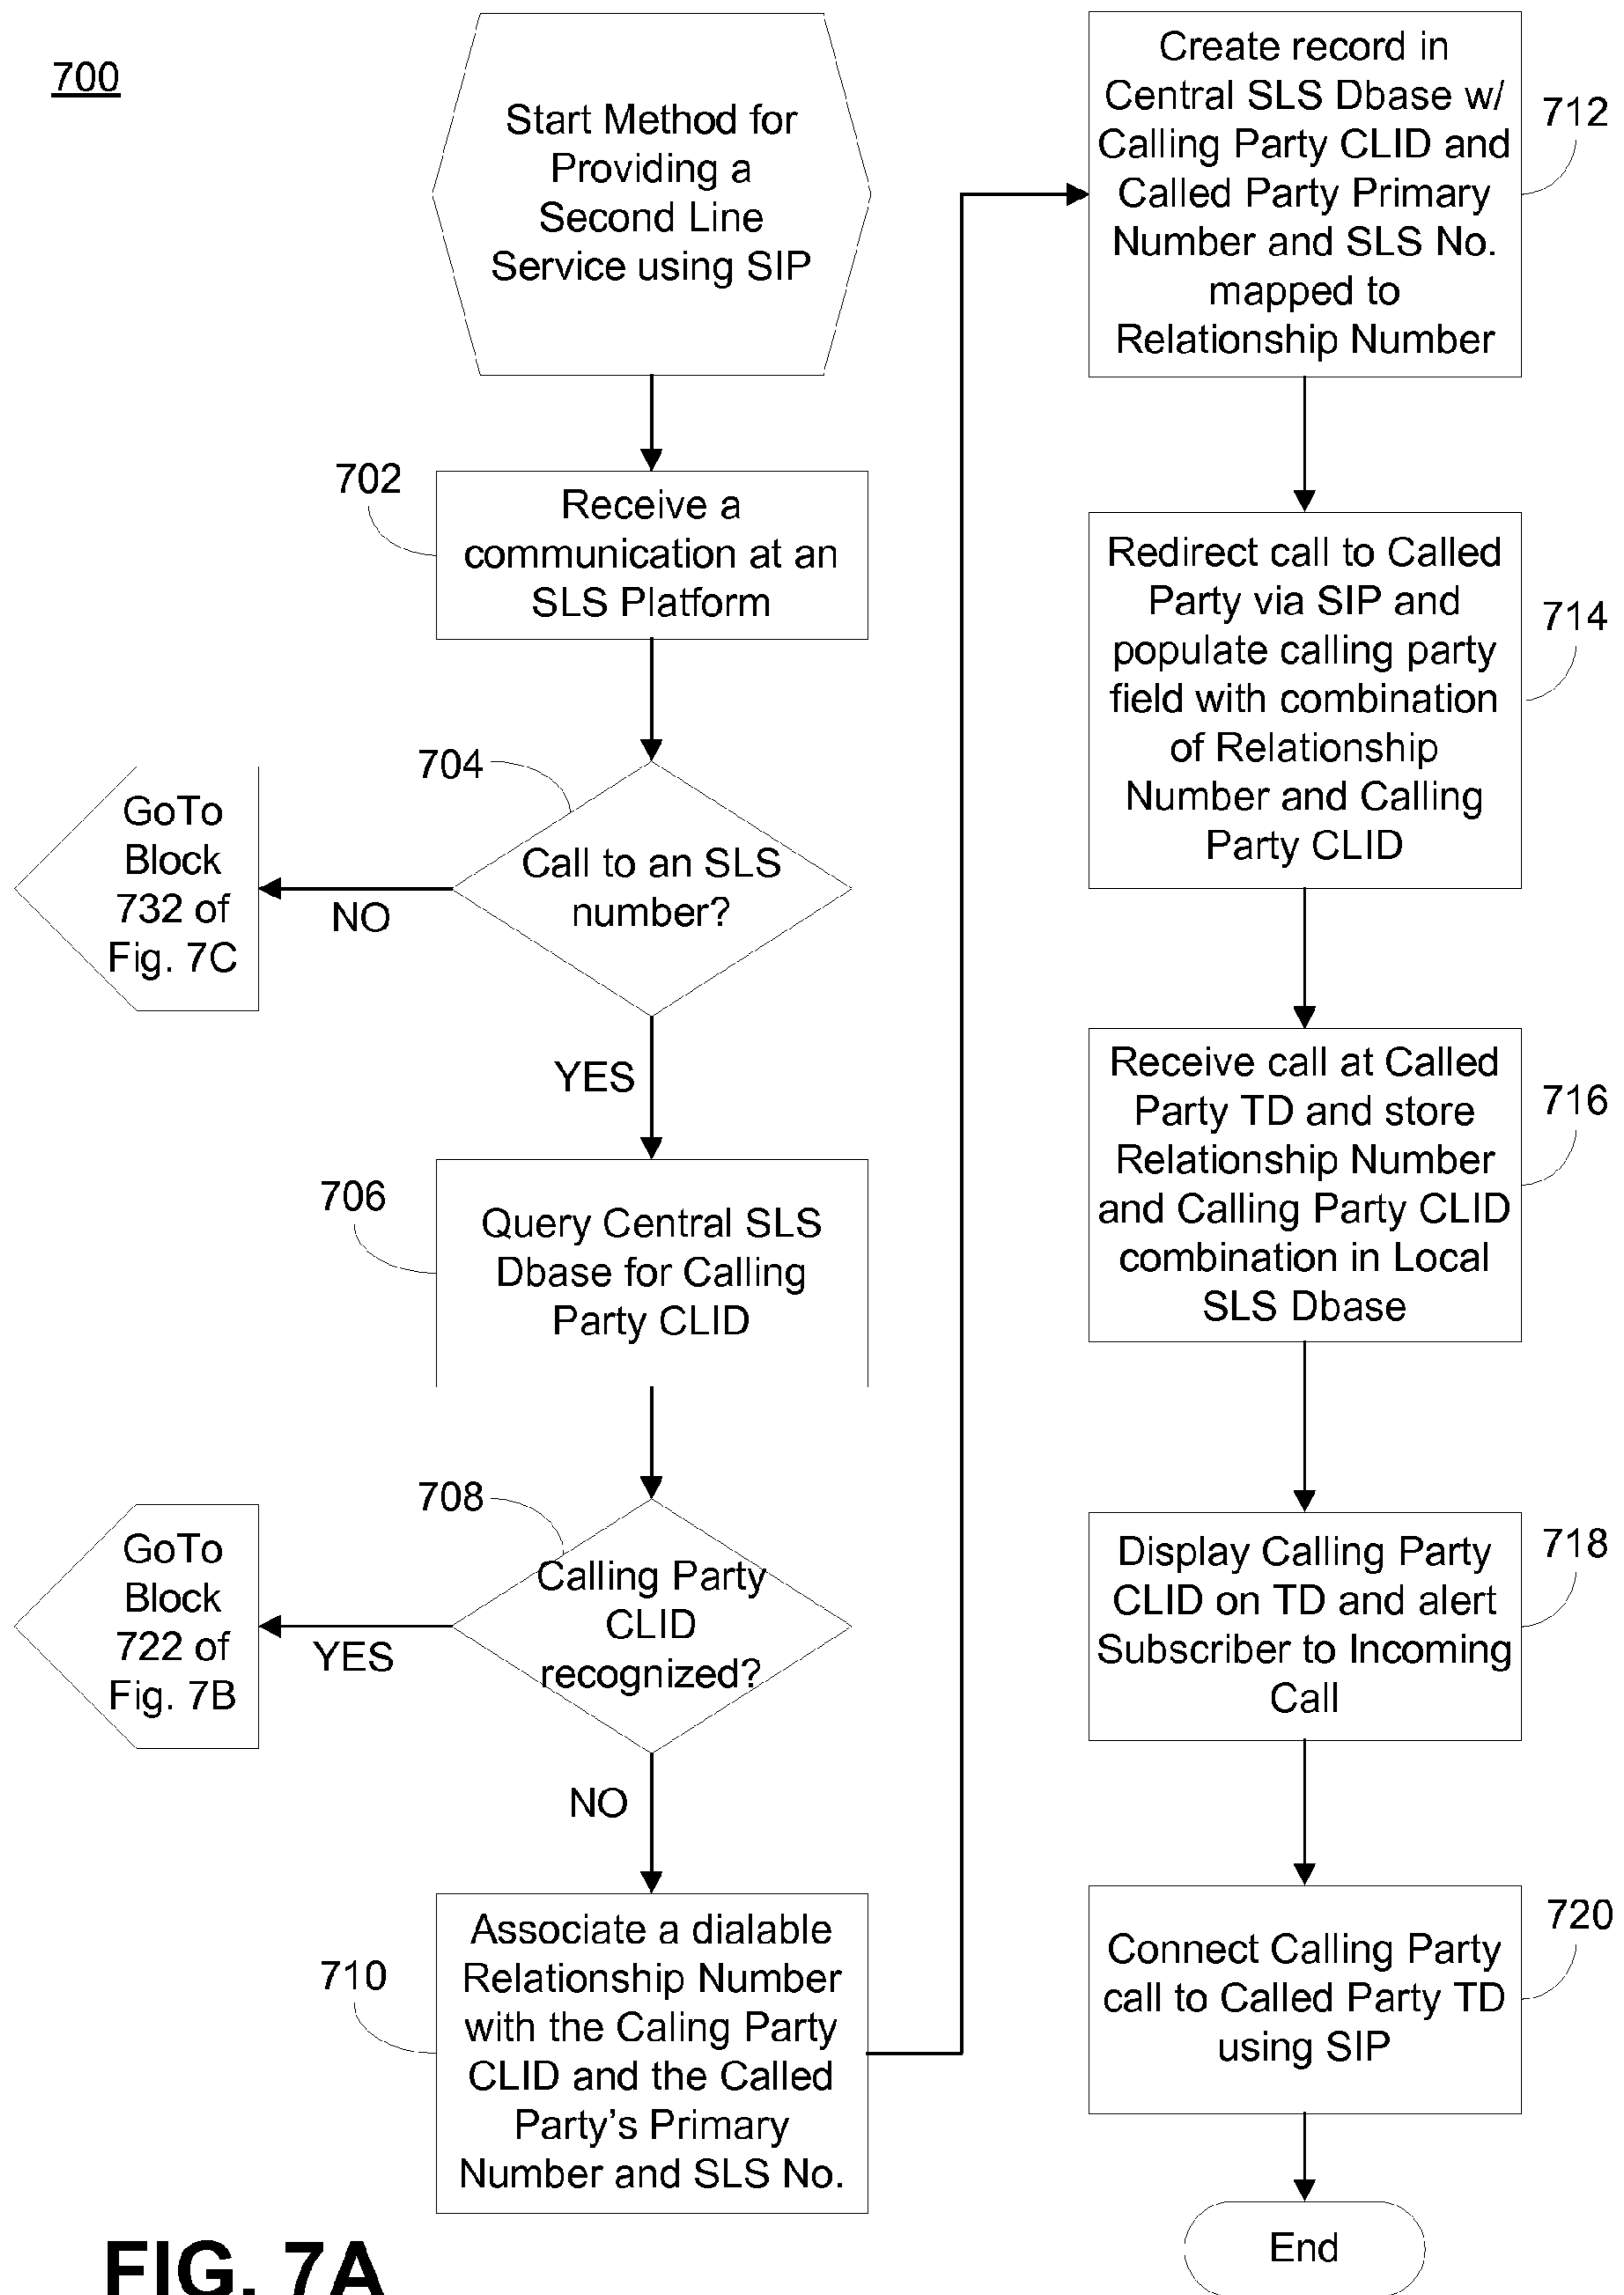 700
Start Method for
Providing a
Second Line
Service using SIP
702
Receive a
communication at an
SLS Platform
704
Call to an SLS
number?
NO
GoTo
Block
732 of
Fig. 7C
YES
706
Query Central SLS
Dbase for Calling
Party CLID
708
Calling Party
CLID
recognized?
YES
GoTo
Block
722 of
Fig. 7B
NO
710
Associate a dialable
Relationship Number
with the Caling Party
CLID and the Called
Party’s Primary
Number and SLS No.
Create record in
Central SLS Dbase w/
Calling Party CLID and
Called Party Primary
Number and SLS No.
mapped to
Relationship Number
712
Redirect call to Called
Party via SIP and
populate calling party
field with combination
of Relationship
Number and Calling
Party CLID
714
Receive call at Called
Party TD and store
Relationship Number
and Calling Party CLID
combination in Local
SLS Dbase
716
Display Calling Party
CLID on TD and alert
Subscriber to Incoming
Call
718
Connect Calling Party
call to Called Party TD
using SIP
720
End
FIG. 7A